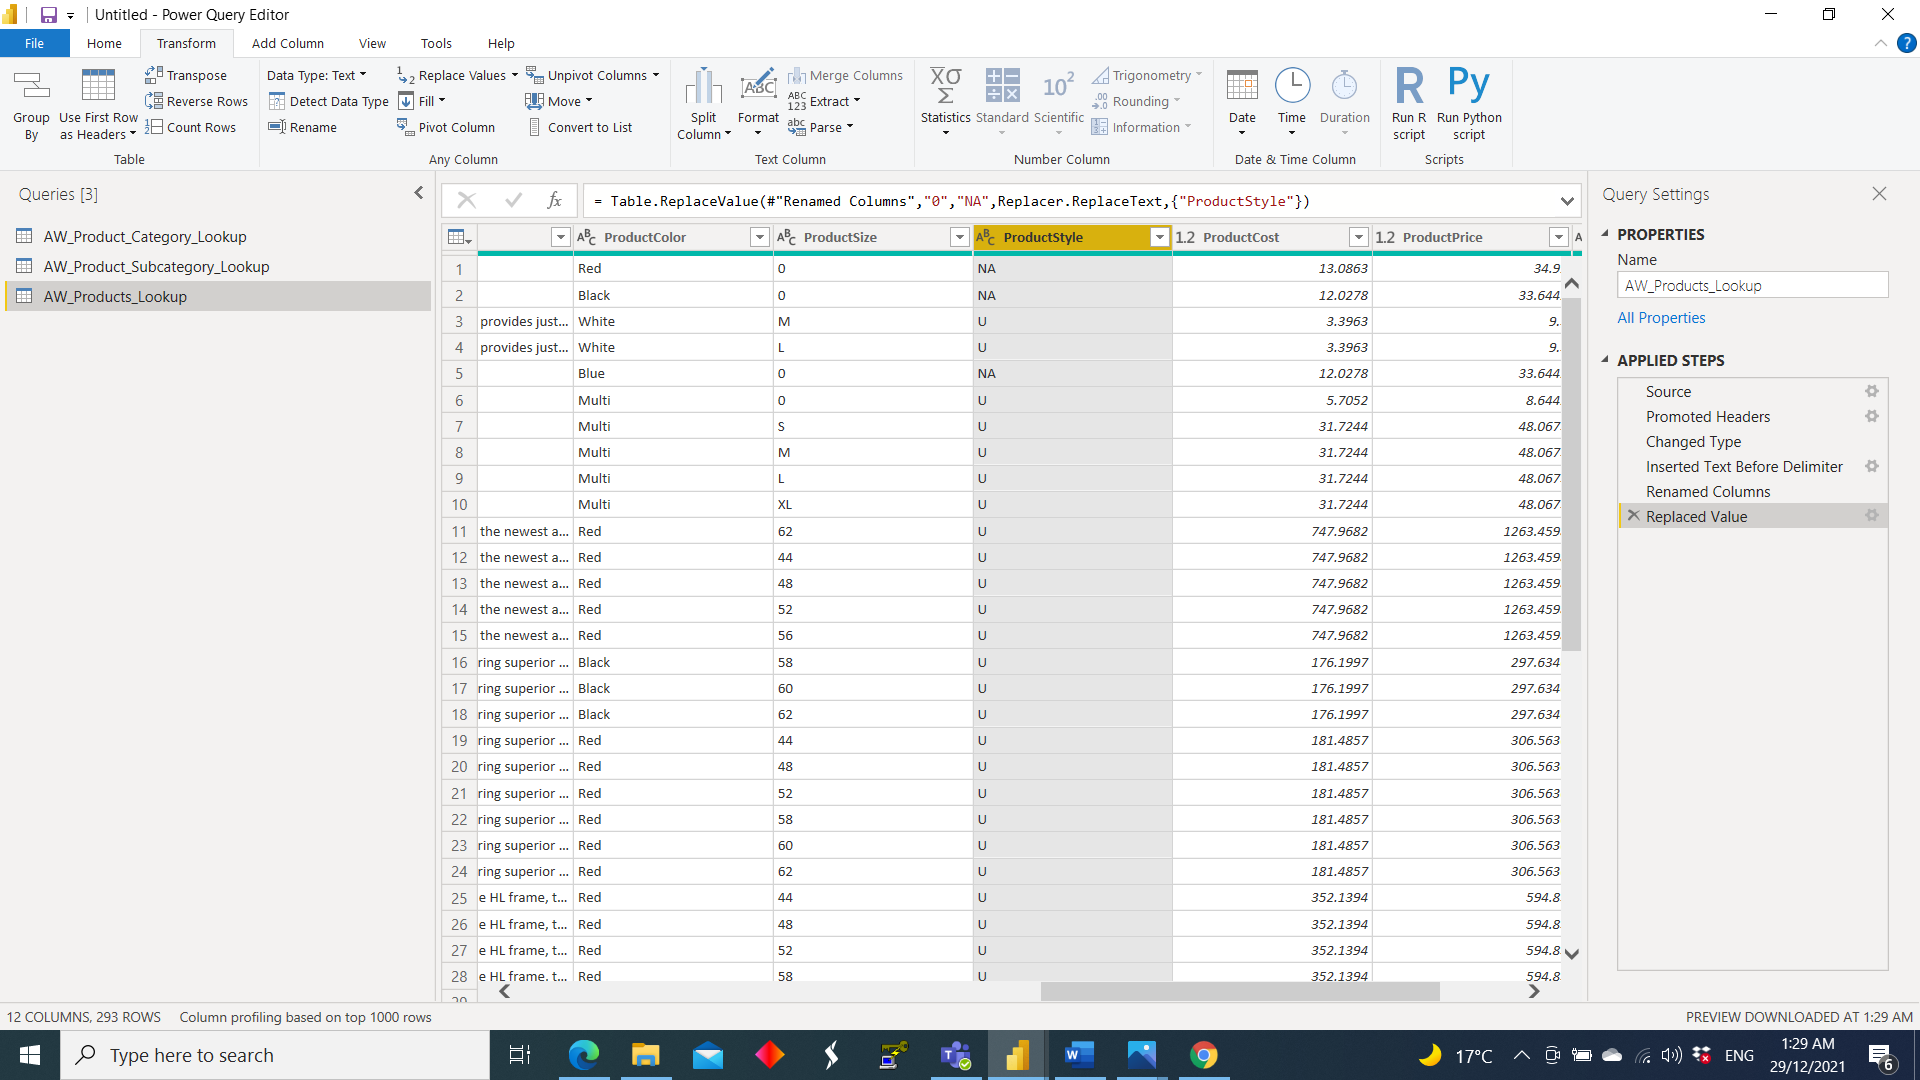 Untitled - Power Query Editor
File Home Transform Add Column View Tools Help
Group By
Use First Row as Headers
Transpose
Reverse Rows
Count Rows
Table
Data Type: Text
Detect Data Type
Rename
Replace Values
Fill
Pivot Column
Unpivot Columns
Move
Convert to List
Any Column
Split Column
Format
Merge Columns
Extract
Parse
Text Column
Statistics
Standard
Scientific
Trigonometry
Rounding
Information
Number Column
Date
Time
Duration
Date & Time Column
R
Run R script
Py
Run Python script
Scripts
Queries [3]
AW_Product_Category_Lookup
AW_Product_Subcategory_Lookup
AW_Products_Lookup
fx = Table.ReplaceValue(#"Renamed Columns","0","NA",Replacer.ReplaceText,{"ProductStyle"})
ABC ProductColor ABC ProductSize ABC ProductStyle 1.2 ProductCost 1.2 ProductPrice A
1 Red 0 NA 13.0863 34.9
2 Black 0 NA 12.0278 33.644
3 provides just... White M U 3.3963 9.
4 provides just... White L U 3.3963 9.
5 Blue 0 NA 12.0278 33.644
6 Multi 0 U 5.7052 8.644
7 Multi S U 31.7244 48.067
8 Multi M U 31.7244 48.067
9 Multi L U 31.7244 48.067
10 Multi XL U 31.7244 48.067
11 the newest a... Red 62 U 747.9682 1263.459
12 the newest a... Red 44 U 747.9682 1263.459
13 the newest a... Red 48 U 747.9682 1263.459
14 the newest a... Red 52 U 747.9682 1263.459
15 the newest a... Red 56 U 747.9682 1263.459
16 ring superior ... Black 58 U 176.1997 297.634
17 ring superior ... Black 60 U 176.1997 297.634
18 ring superior ... Black 62 U 176.1997 297.634
19 ring superior ... Red 44 U 181.4857 306.563
20 ring superior ... Red 48 U 181.4857 306.563
21 ring superior ... Red 52 U 181.4857 306.563
22 ring superior ... Red 58 U 181.4857 306.563
23 ring superior ... Red 60 U 181.4857 306.563
24 ring superior ... Red 62 U 181.4857 306.563
25 e HL frame, t... Red 44 U 352.1394 594.8
26 e HL frame, t... Red 48 U 352.1394 594.8
27 e HL frame, t... Red 52 U 352.1394 594.8
28 e HL frame, t... Red 58 U 352.1394 594.8
Query Settings
PROPERTIES
Name
AW_Products_Lookup
All Properties
APPLIED STEPS
Source
Promoted Headers
Changed Type
Inserted Text Before Delimiter
Renamed Columns
Replaced Value
12 COLUMNS, 293 ROWS Column profiling based on top 1000 rows
PREVIEW DOWNLOADED AT 1:29 AM
Type here to search
17°C
ENG
1:29 AM
29/12/2021
6